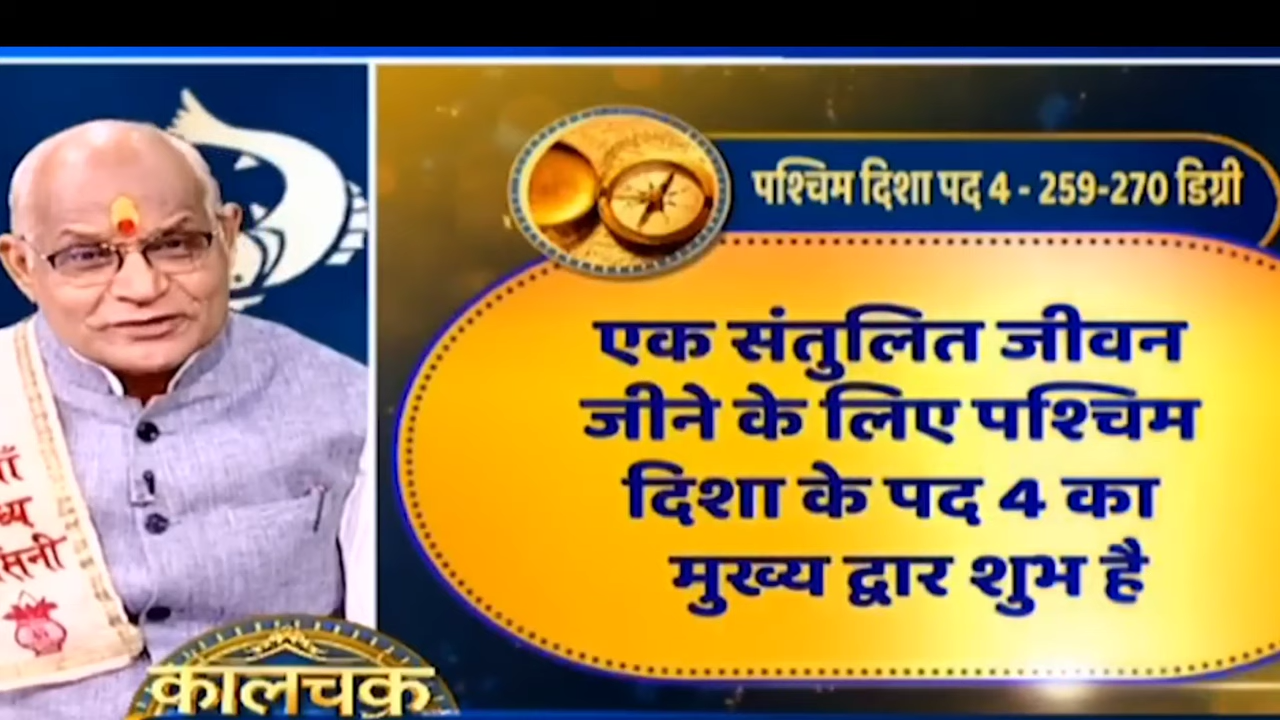 पश्चिम दिशा पद 4 - 259-270 डिग्री
एक संतुलित जीवन
जीने के लिए पश्चिम
दिशा के पद 4 का
मुख्य द्वार शुभ है
कालचक्र